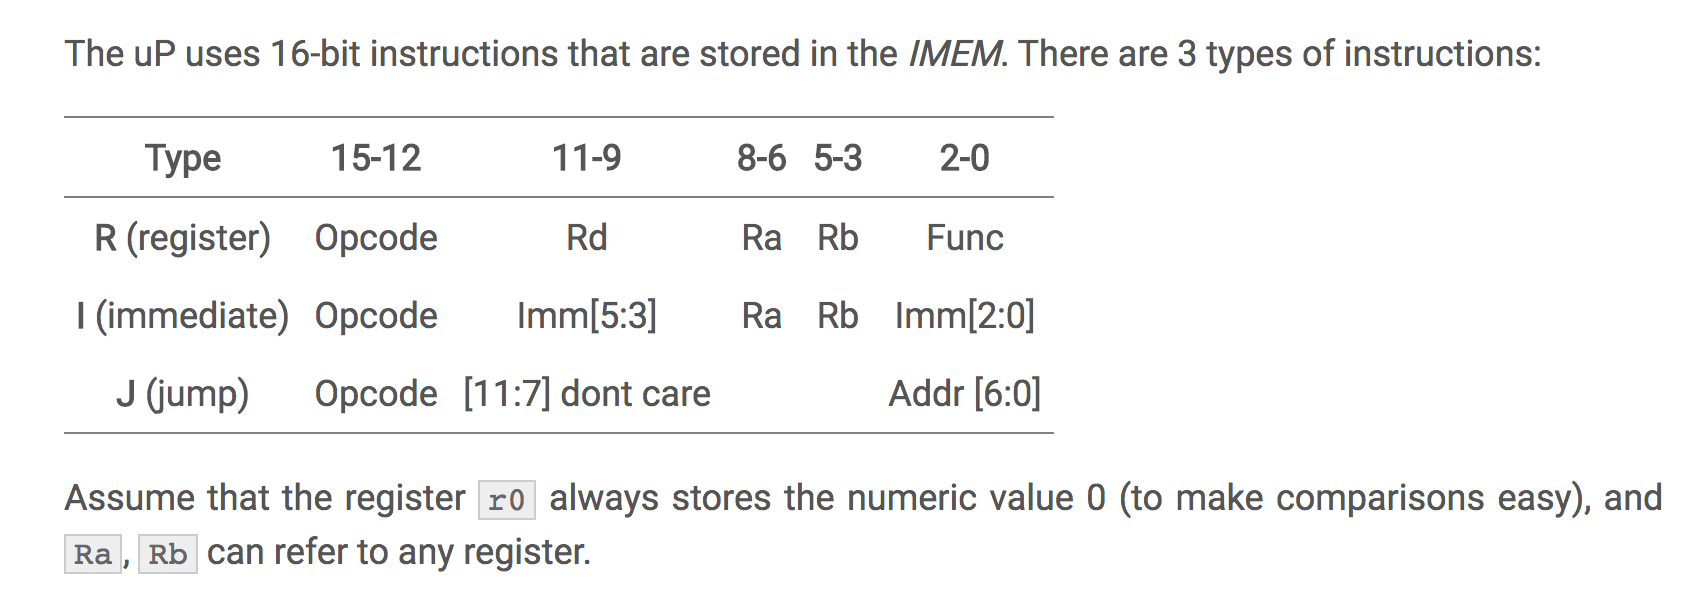 The uP uses 16-bit instructions that are stored in the IMEM. There are 3 types of instructions:
Type 15-12 11-9 8-6 5-3 2-0
R (register) Opcode Rd Ra Rb Func
I (immediate) Opcode Imm[5:3] Ra Rb Imm[2:0]
J (jump) Opcode [11:7] dont care Addr [6:0]
Assume that the register r0 always stores the numeric value 0 (to make comparisons easy), and
Ra, Rb can refer to any register.